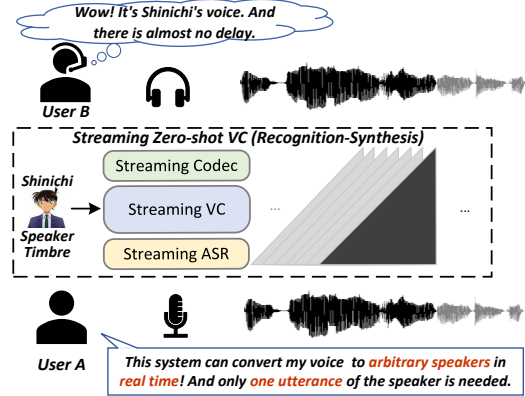 Wow! It's Shinichi's voice. And
there is almost no delay.
User B
Streaming Zero-shot VC (Recognition-Synthesis)
Streaming Codec
Shinichi
Streaming VC
...
...
Speaker
Timbre
Streaming ASR
User A
This system can convert my voice to arbitrary speakers in
real time! And only one utterance of the speaker is needed.